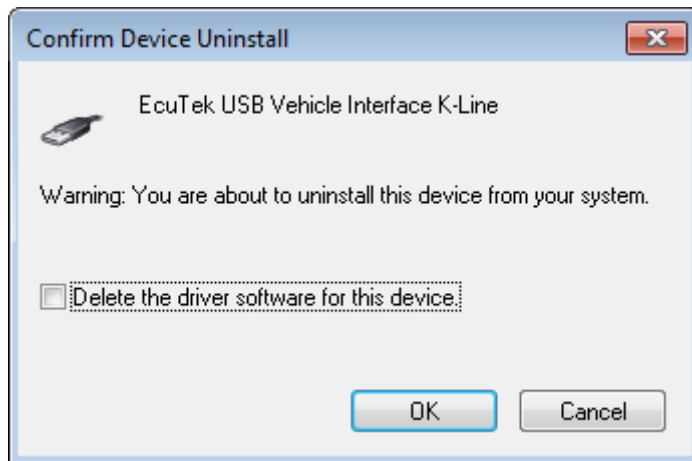 Confirm Device Uninstall
EcuTek USB Vehicle Interface K-Line
Warning: You are about to uninstall this device from your system.
Delete the driver software for this device.
OK
Cancel